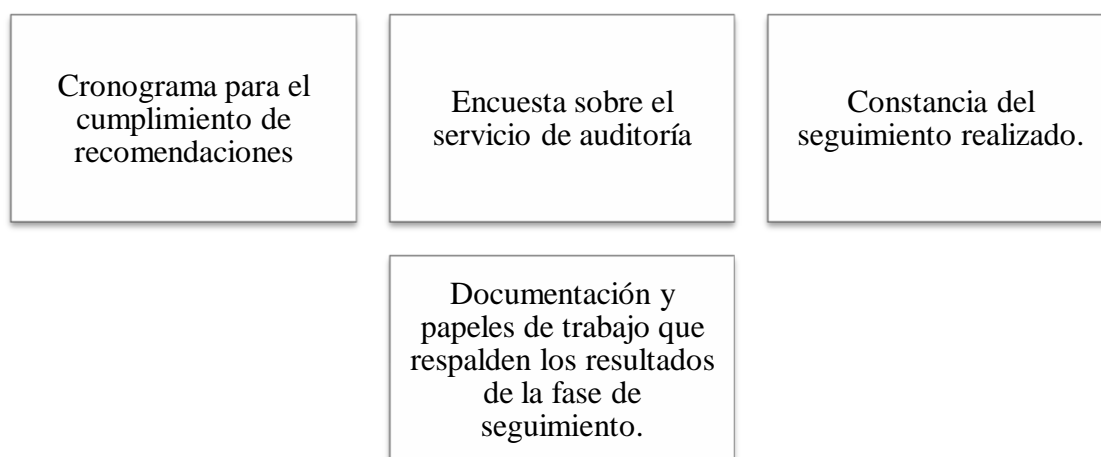 Cronograma para el
cumplimiento de
recomendaciones
Encuesta sobre el
servicio de auditoría
Constancia del
seguimiento realizado.
Documentación y
papeles de trabajo que
respalden los resultados
de la fase de
seguimiento.